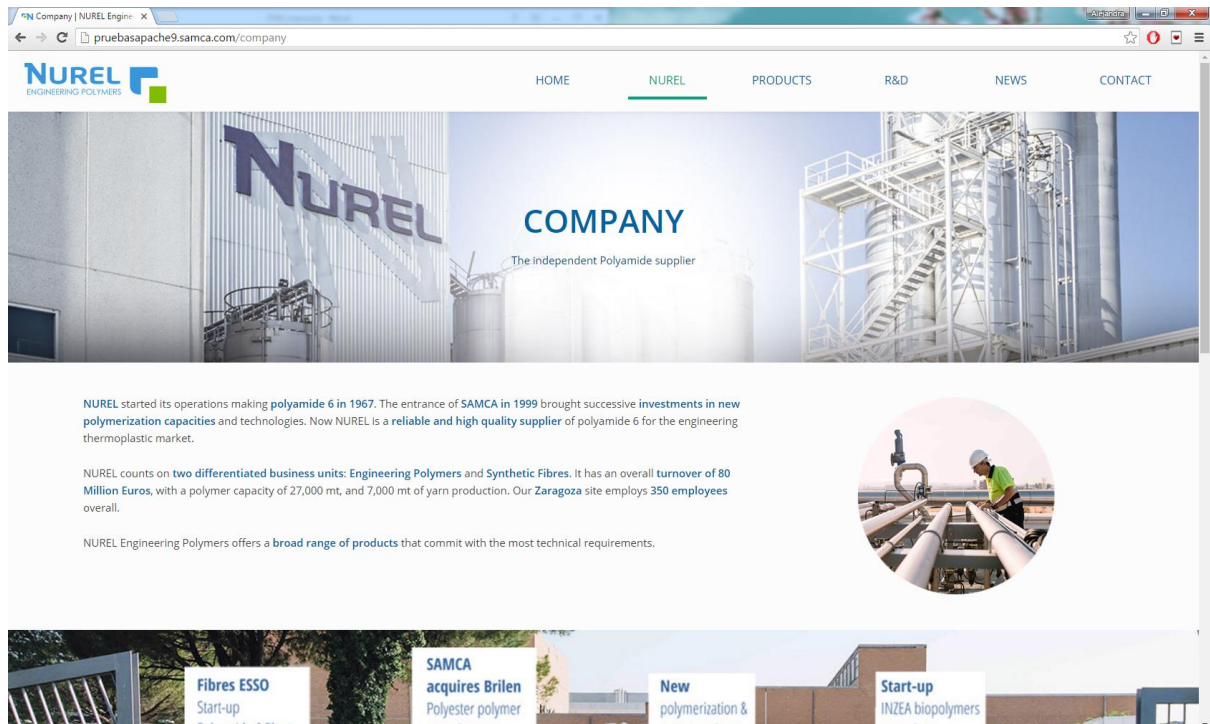 Company | NUREL Engine
Alejandra
pruebasapache9.samca.com/company
NUREL
ENGINEERING POLYMERS
HOME NUREL PRODUCTS R&D NEWS CONTACT
NUREL
COMPANY
The independent Polyamide supplier
NUREL started its operations making polyamide 6 in 1967. The entrance of SAMCA in 1999 brought successive investments in new
polymerization capacities and technologies. Now NUREL is a reliable and high quality supplier of polyamide 6 for the engineering
thermoplastic market.
NUREL counts on two differentiated business units: Engineering Polymers and Synthetic Fibres. It has an overall turnover of 80
Million Euros, with a polymer capacity of 27,000 mt, and 7,000 mt of yarn production. Our Zaragoza site employs 350 employees
overall.
NUREL Engineering Polymers offers a broad range of products that commit with the most technical requirements.
Fibres ESSO
Start-up
SAMCA
acquires Brilen
Polyester polymer
New
polymerization &
Start-up
INZEA biopolymers